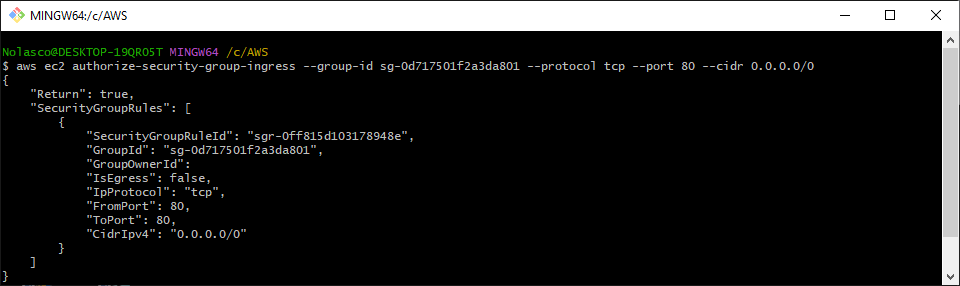 MINGW64:/c/AWS
Nolasco@DESKTOP-19QRO5T MINGW64 /c/AWS
$ aws ec2 authorize-security-group-ingress --group-id sg-0d717501f2a3da801 --protocol tcp --port 80 --cidr 0.0.0.0/0
{
    "Return": true,
    "SecurityGroupRules": [
        {
            "SecurityGroupRuleId": "sgr-0ff815d103178948e",
            "GroupId": "sg-0d717501f2a3da801",
            "GroupOwnerId":
            "IsEgress": false,
            "IpProtocol": "tcp",
            "FromPort": 80,
            "ToPort": 80,
            "CidrIpv4": "0.0.0.0/0"
        }
    ]
}